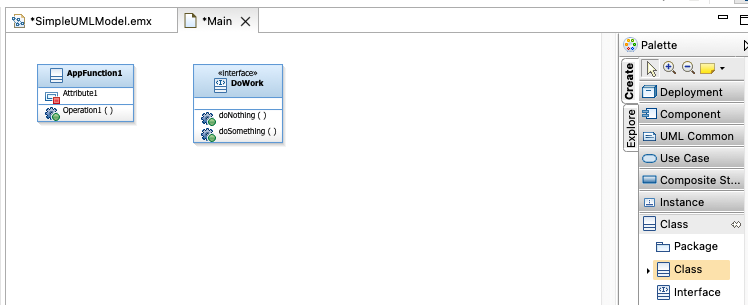 *SimpleUMLModel.emx
*Main
AppFunction1
Attribute1
Operation1 ( )
«interface»
DoWork
doNothing ( )
doSomething ( )
Palette
Create
Explore
Deployment
Component
UML Common
Use Case
Composite St...
Instance
Class
Package
Class
Interface